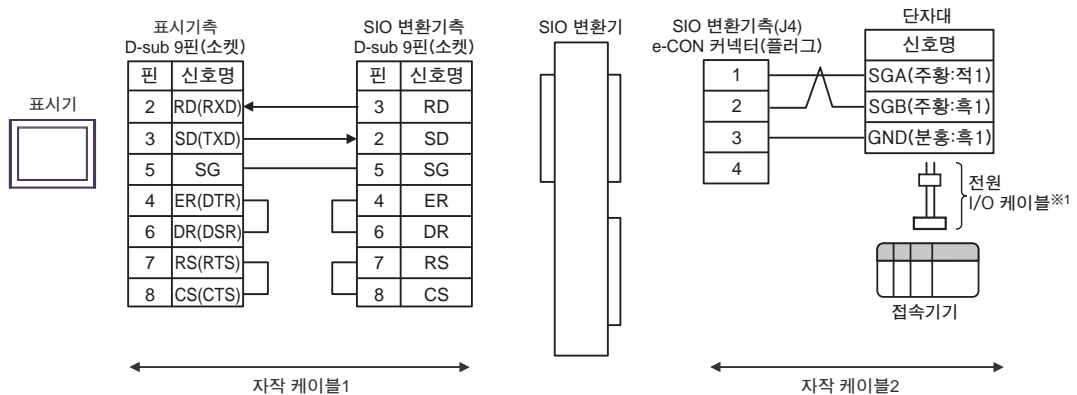 표시기
표시기측
D-sub 9핀(소켓)
핀 신호명
2 RD(RXD)
3 SD(TXD)
5 SG
4 ER(DTR)
6 DR(DSR)
7 RS(RTS)
8 CS(CTS)
SIO 변환기측
D-sub 9핀(소켓)
핀 신호명
3 RD
2 SD
5 SG
4 ER
6 DR
7 RS
8 CS
자작 케이블1
SIO 변환기
SIO 변환기측(J4)
e-CON 커넥터(플러그)
1
2
3
4
단자대
신호명
SGA(주황:적1)
SGB(주황:흑1)
GND(분홍:흑1)
전원
I/O 케이블※1
접속기기
자작 케이블2